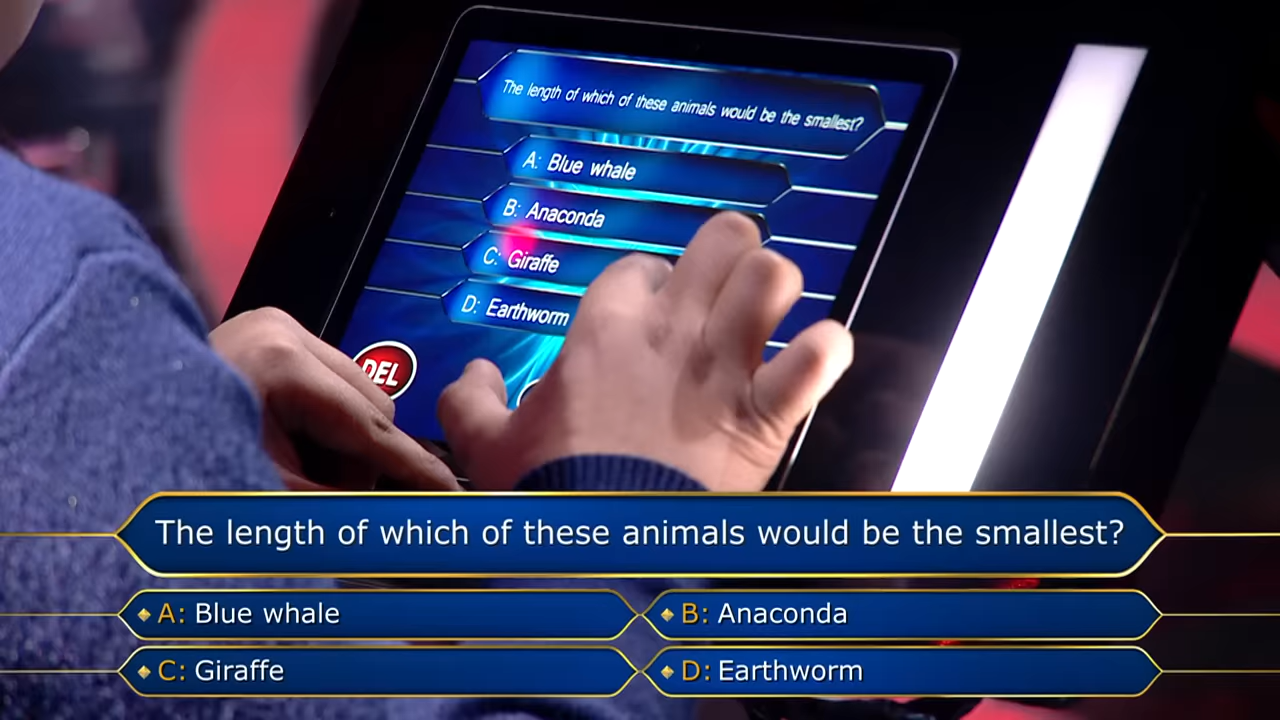 The length of which of these animals would be the smallest?
A: Blue whale
B: Anaconda
C: Giraffe
D: Earthworm
DEL
The length of which of these animals would be the smallest?
A: Blue whale
B: Anaconda
C: Giraffe
D: Earthworm